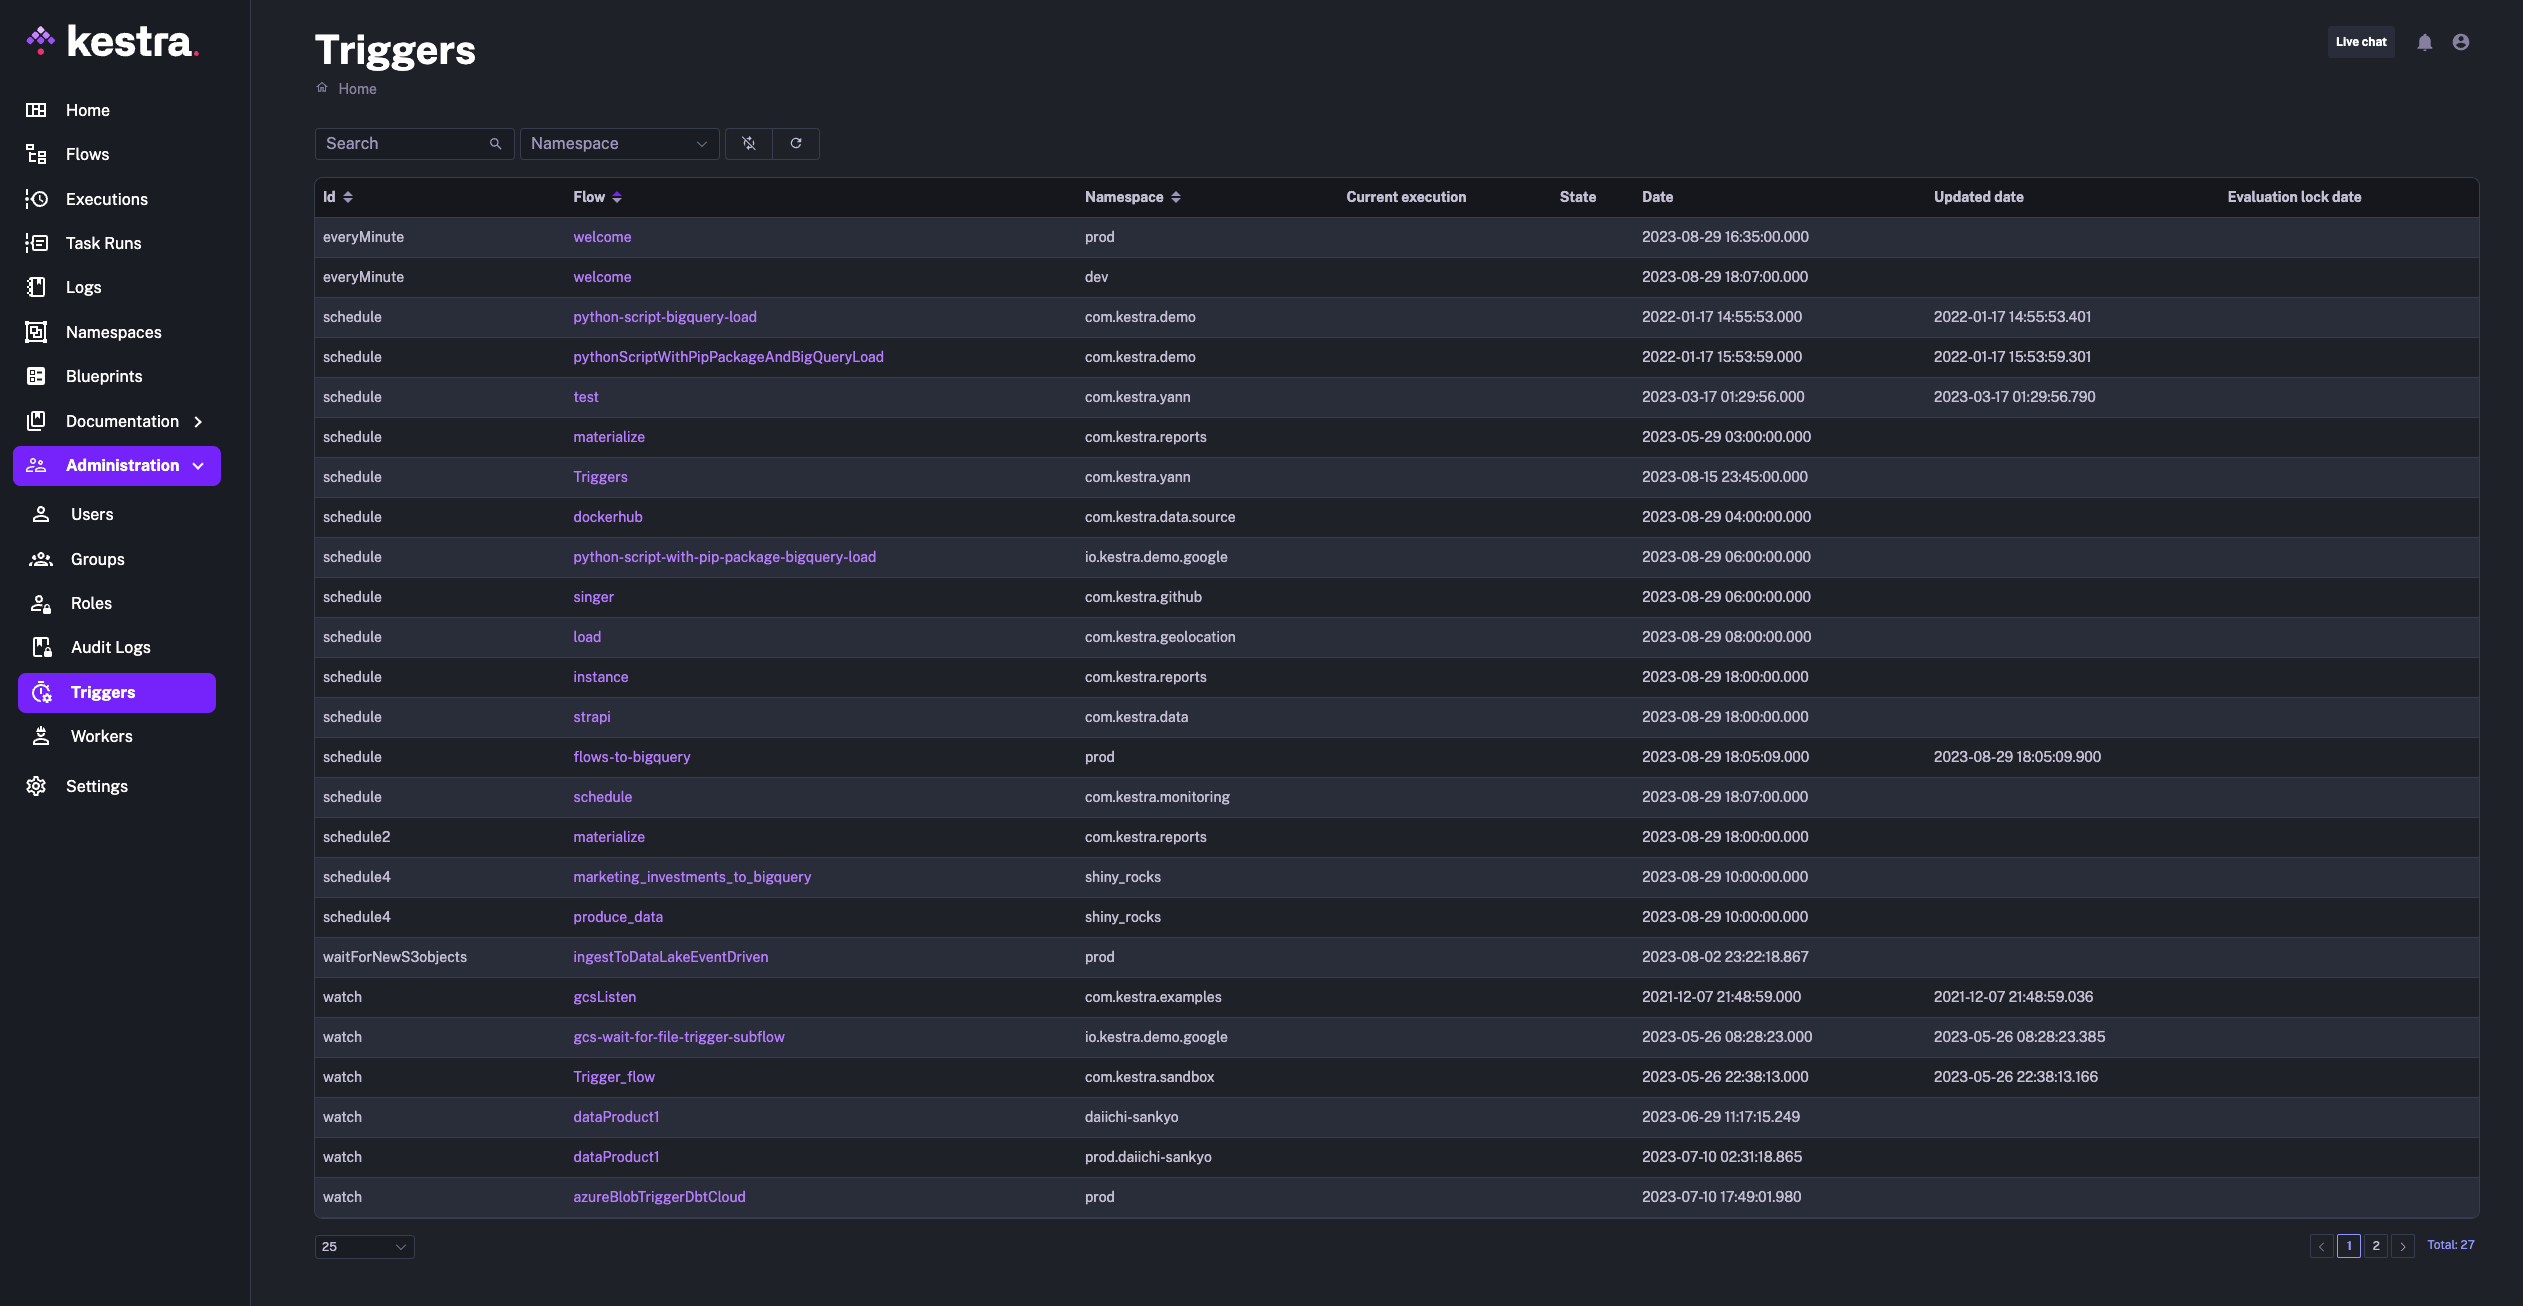 kestra.
Home
Flows
Executions
Task Runs
Logs
Namespaces
Blueprints
Documentation
Administration
Users
Groups
Roles
Audit Logs
Triggers
Workers
Settings
Triggers
Home
Live chat
Search Namespace
Id Flow Namespace Current execution State Date Updated date Evaluation lock date
everyMinute welcome prod 2023-08-29 16:35:00.000
everyMinute welcome dev 2023-08-29 18:07:00.000
schedule python-script-bigquery-load com.kestra.demo 2022-01-17 14:55:53.000 2022-01-17 14:55:53.401
schedule pythonScriptWithPipPackageAndBigQueryLoad com.kestra.demo 2022-01-17 15:53:59.000 2022-01-17 15:53:59.301
schedule test com.kestra.yann 2023-03-17 01:29:56.000 2023-03-17 01:29:56.790
schedule materialize com.kestra.reports 2023-05-29 03:00:00.000
schedule Triggers com.kestra.yann 2023-08-15 23:45:00.000
schedule dockerhub com.kestra.data.source 2023-08-29 04:00:00.000
schedule python-script-with-pip-package-bigquery-load io.kestra.demo.google 2023-08-29 06:00:00.000
schedule singer com.kestra.github 2023-08-29 06:00:00.000
schedule load com.kestra.geolocation 2023-08-29 08:00:00.000
schedule instance com.kestra.reports 2023-08-29 18:00:00.000
schedule strapi com.kestra.data 2023-08-29 18:00:00.000
schedule flows-to-bigquery prod 2023-08-29 18:05:09.000 2023-08-29 18:05:09.900
schedule schedule com.kestra.monitoring 2023-08-29 18:07:00.000
schedule2 materialize com.kestra.reports 2023-08-29 18:00:00.000
schedule4 marketing_investments_to_bigquery shiny_rocks 2023-08-29 10:00:00.000
schedule4 produce_data shiny_rocks 2023-08-29 10:00:00.000
waitForNewS3objects ingestToDataLakeEventDriven prod 2023-08-02 23:22:18.867
watch gcsListen com.kestra.examples 2021-12-07 21:48:59.000 2021-12-07 21:48:59.036
watch gcs-wait-for-file-trigger-subflow io.kestra.demo.google 2023-05-26 08:28:23.000 2023-05-26 08:28:23.385
watch Trigger_flow com.kestra.sandbox 2023-05-26 22:38:13.000 2023-05-26 22:38:13.166
watch dataProduct1 daiichi-sankyo 2023-06-29 11:17:15.249
watch dataProduct1 prod.daiichi-sankyo 2023-07-10 02:31:18.865
watch azureBlobTriggerDbtCloud prod 2023-07-10 17:49:01.980
25 1 2 Total: 27